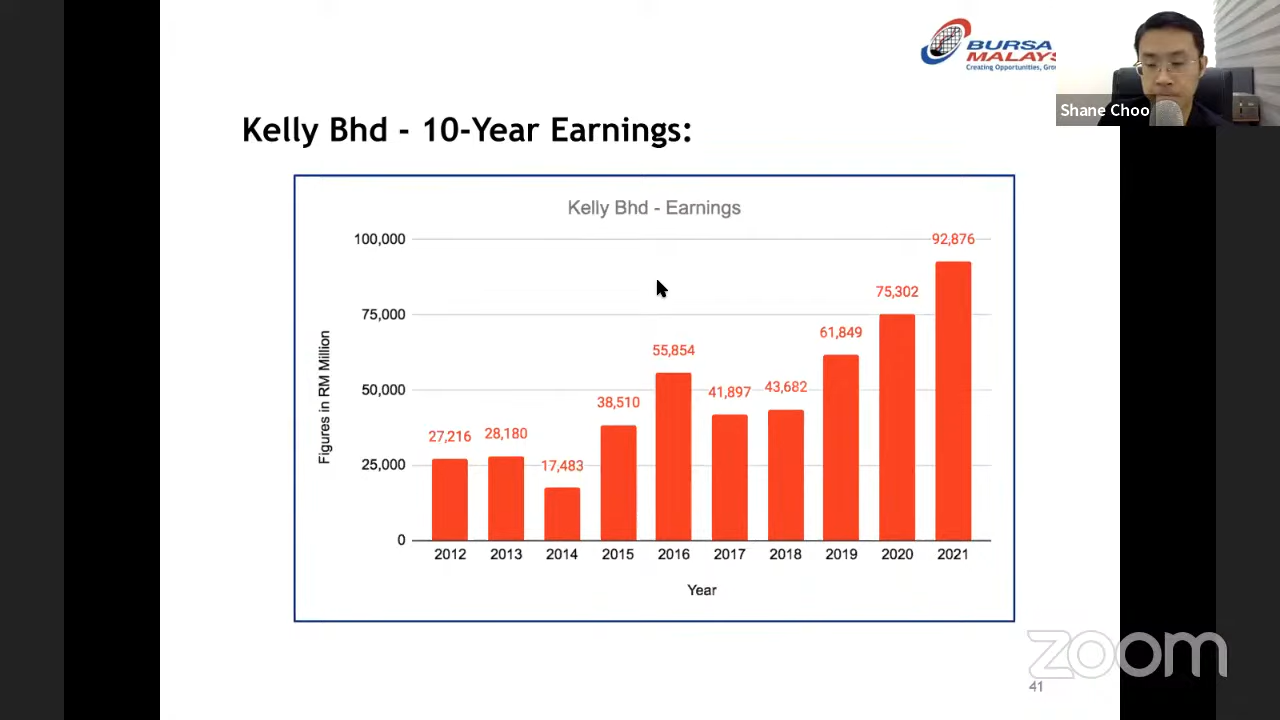 BURSA
MALAYS
Creating Opportunities, Gro
Shane Choo
Kelly Bhd - 10-Year Earnings:
Kelly Bhd - Earnings
100,000
75,000
50,000
25,000
0
Figures in RM Million
27,216
28,180
17,483
38,510
55,854
41,897
43,682
61,849
75,302
92,876
2012 2013 2014 2015 2016 2017 2018 2019 2020 2021
Year
zoom
41